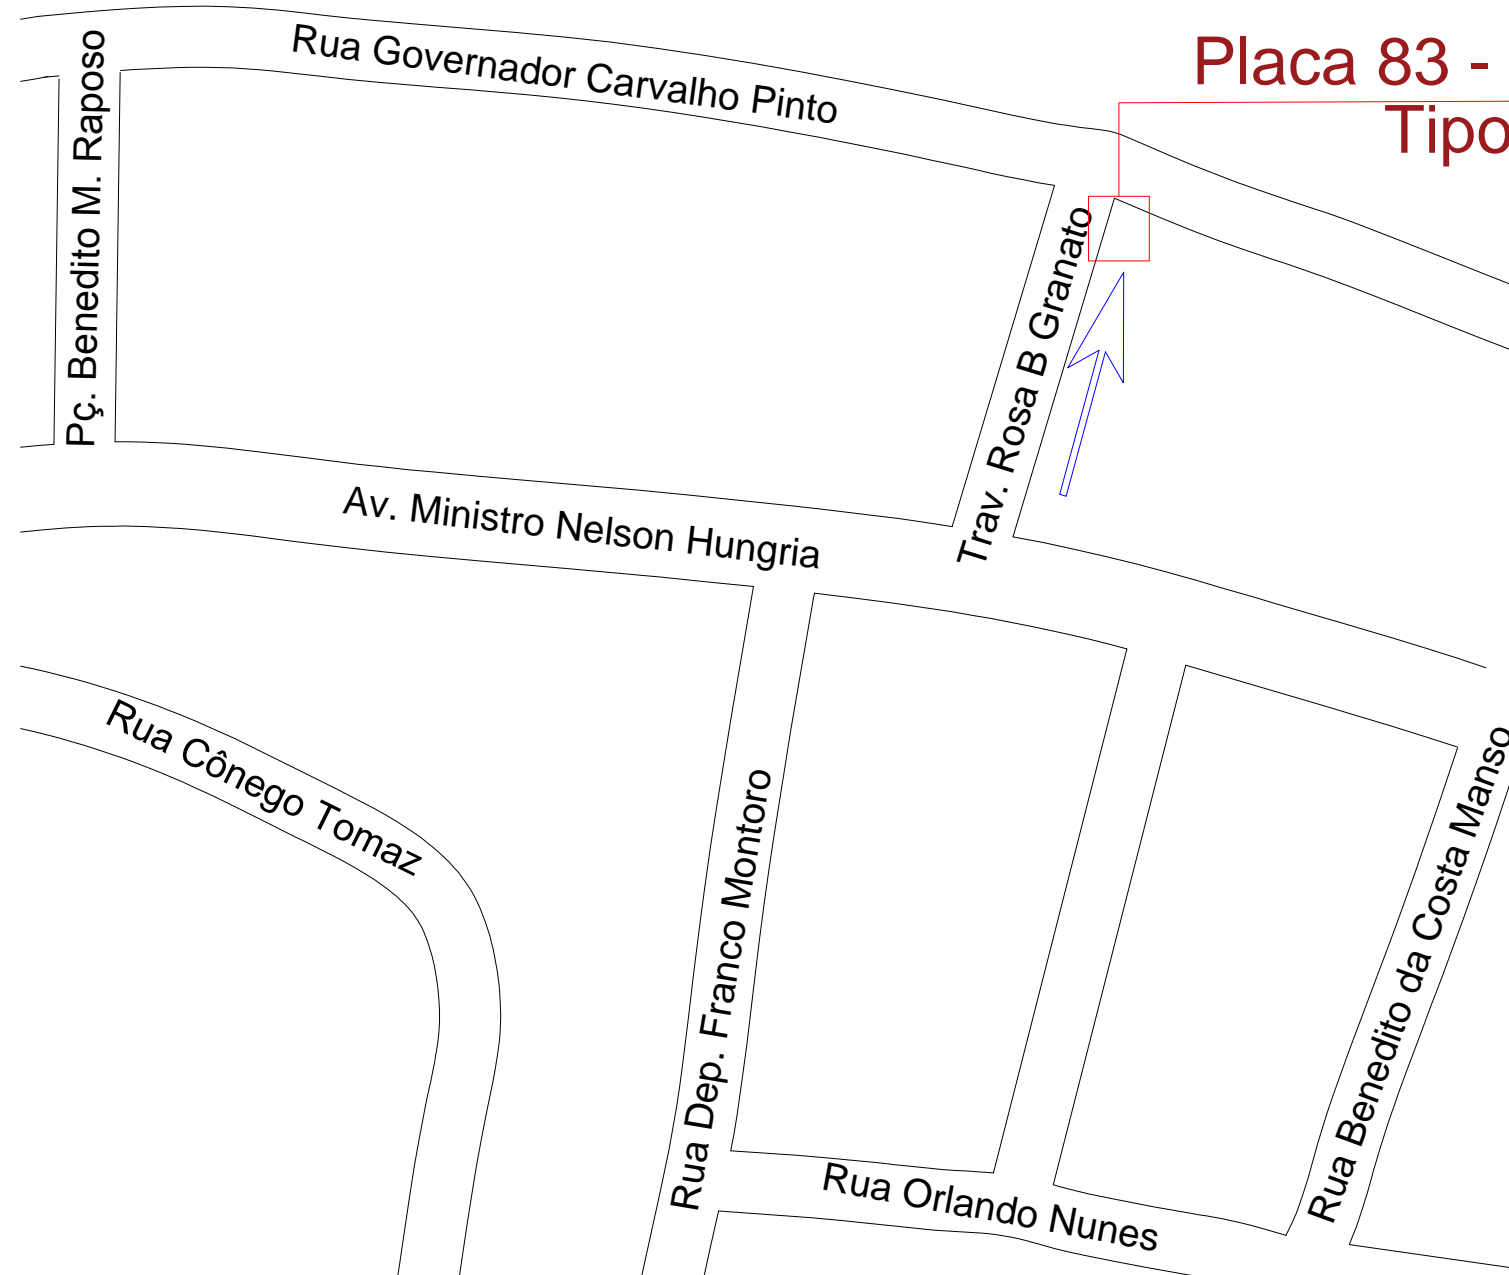 Rua Governador Carvalho Pinto
Placa 83 -
Tipo
Pç. Benedito M. Raposo
Trav. Rosa B Granato
Av. Ministro Nelson Hungria
Rua Cônego Tomaz
Rua Dep. Franco Montoro
Rua Benedito da Costa Manso
Rua Orlando Nunes